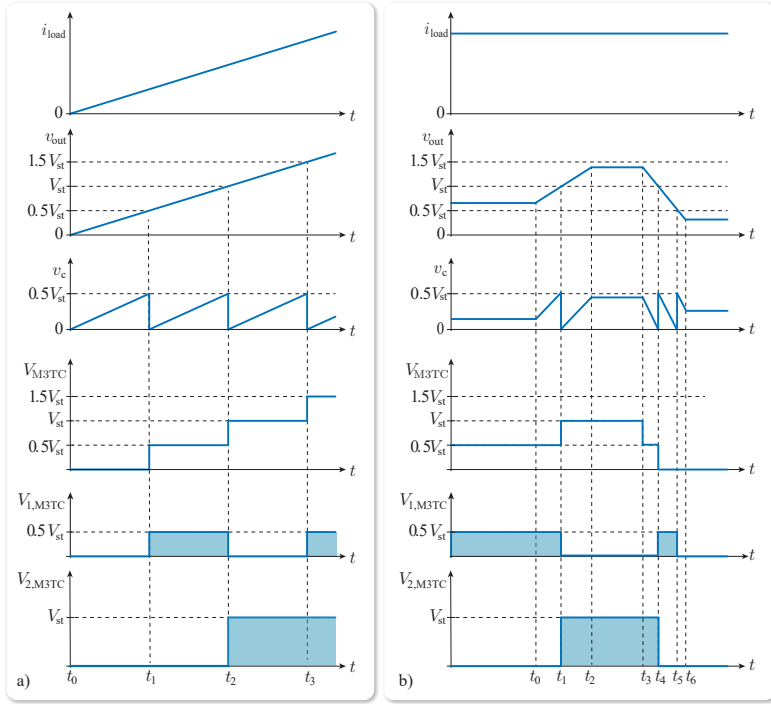 i_load
0
t
v_out
1.5 V_st
V_st
0.5V_st
0
t
v_c
0.5V_st
0
t
V_M3TC
1.5V_st
V_st
0.5V_st
t
V_1,M3TC
0.5 V_st
t
V_2,M3TC
V_st
t
a)
t_0 t_1 t_2 t_3
i_load
0
t
v_out
1.5 V_st
V_st
0.5V_st
0
t
v_c
0.5V_st
0
t
V_M3TC
1.5V_st
V_st
0.5V_st
t
V_1,M3TC
0.5 V_st
t
V_2,M3TC
V_st
t
b)
t_0 t_1 t_2 t_3 t_4 t_5 t_6